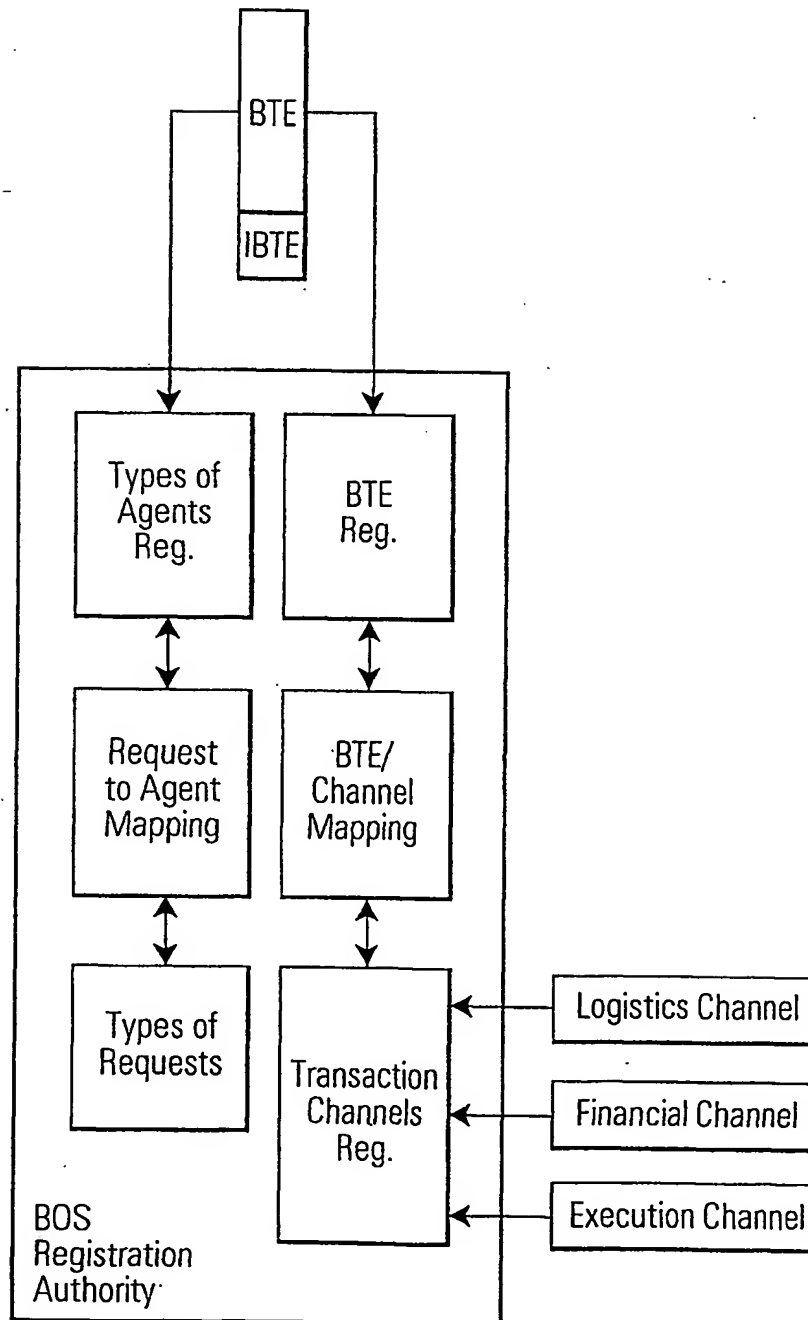 BTE
IBTE
Types of
Agents
Reg.
BTE
Reg.
Request
to Agent
Mapping
BTE/
Channel
Mapping
Types of
Requests
Transaction
Channels
Reg.
Logistics Channel
Financial Channel
Execution Channel
BOS
Registration
Authority